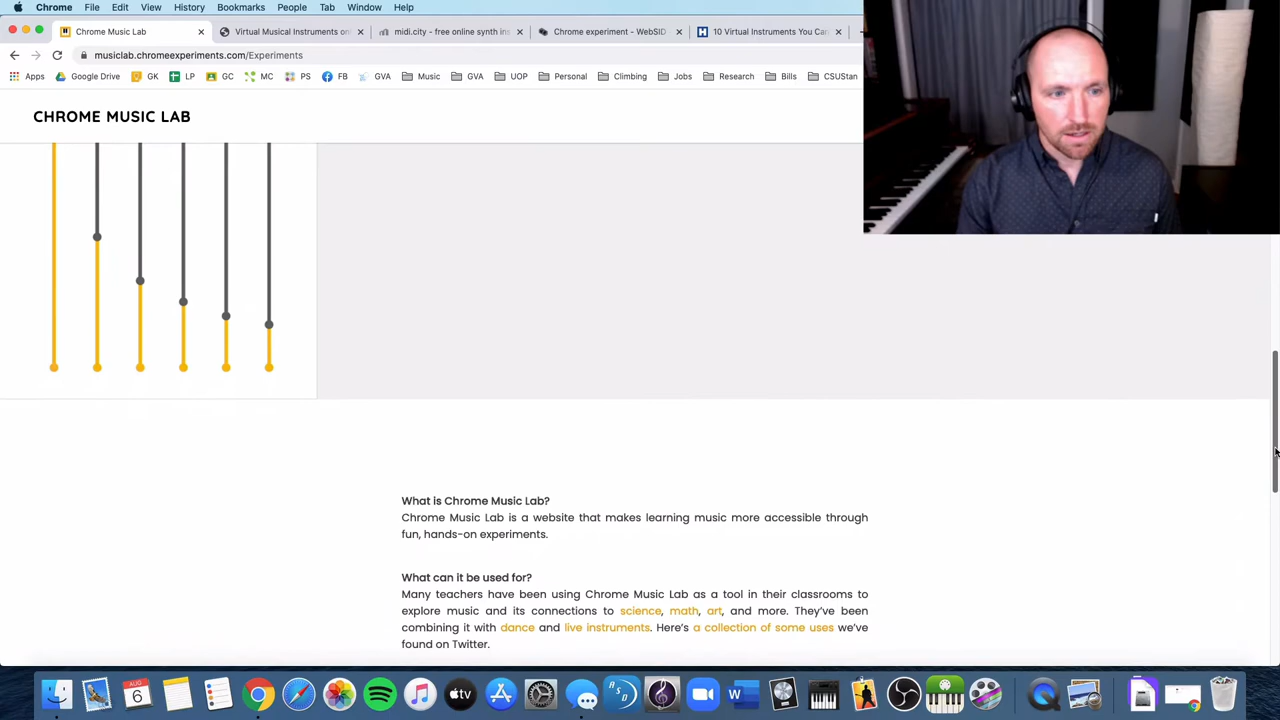 Chrome File Edit View History Bookmarks People Tab Window Help
Chrome Music Lab Virtual Musical Instruments on midi.city - free online synth ins Chrome experiment - WebSID 10 Virtual Instruments You Can
musiclab.chromeexperiments.com/Experiments
Apps Google Drive GK LP GC MC PS FB GVA Music GVA UOP Personal Climbing Jobs Research Bills CSUStan
CHROME MUSIC LAB
What is Chrome Music Lab?
Chrome Music Lab is a website that makes learning music more accessible through
fun, hands-on experiments.
What can it be used for?
Many teachers have been using Chrome Music Lab as a tool in their classrooms to
explore music and its connections to science, math, art, and more. They've been
combining it with dance and live instruments. Here's a collection of some uses we've
found on Twitter.
AUG
6
tv
A S D
W